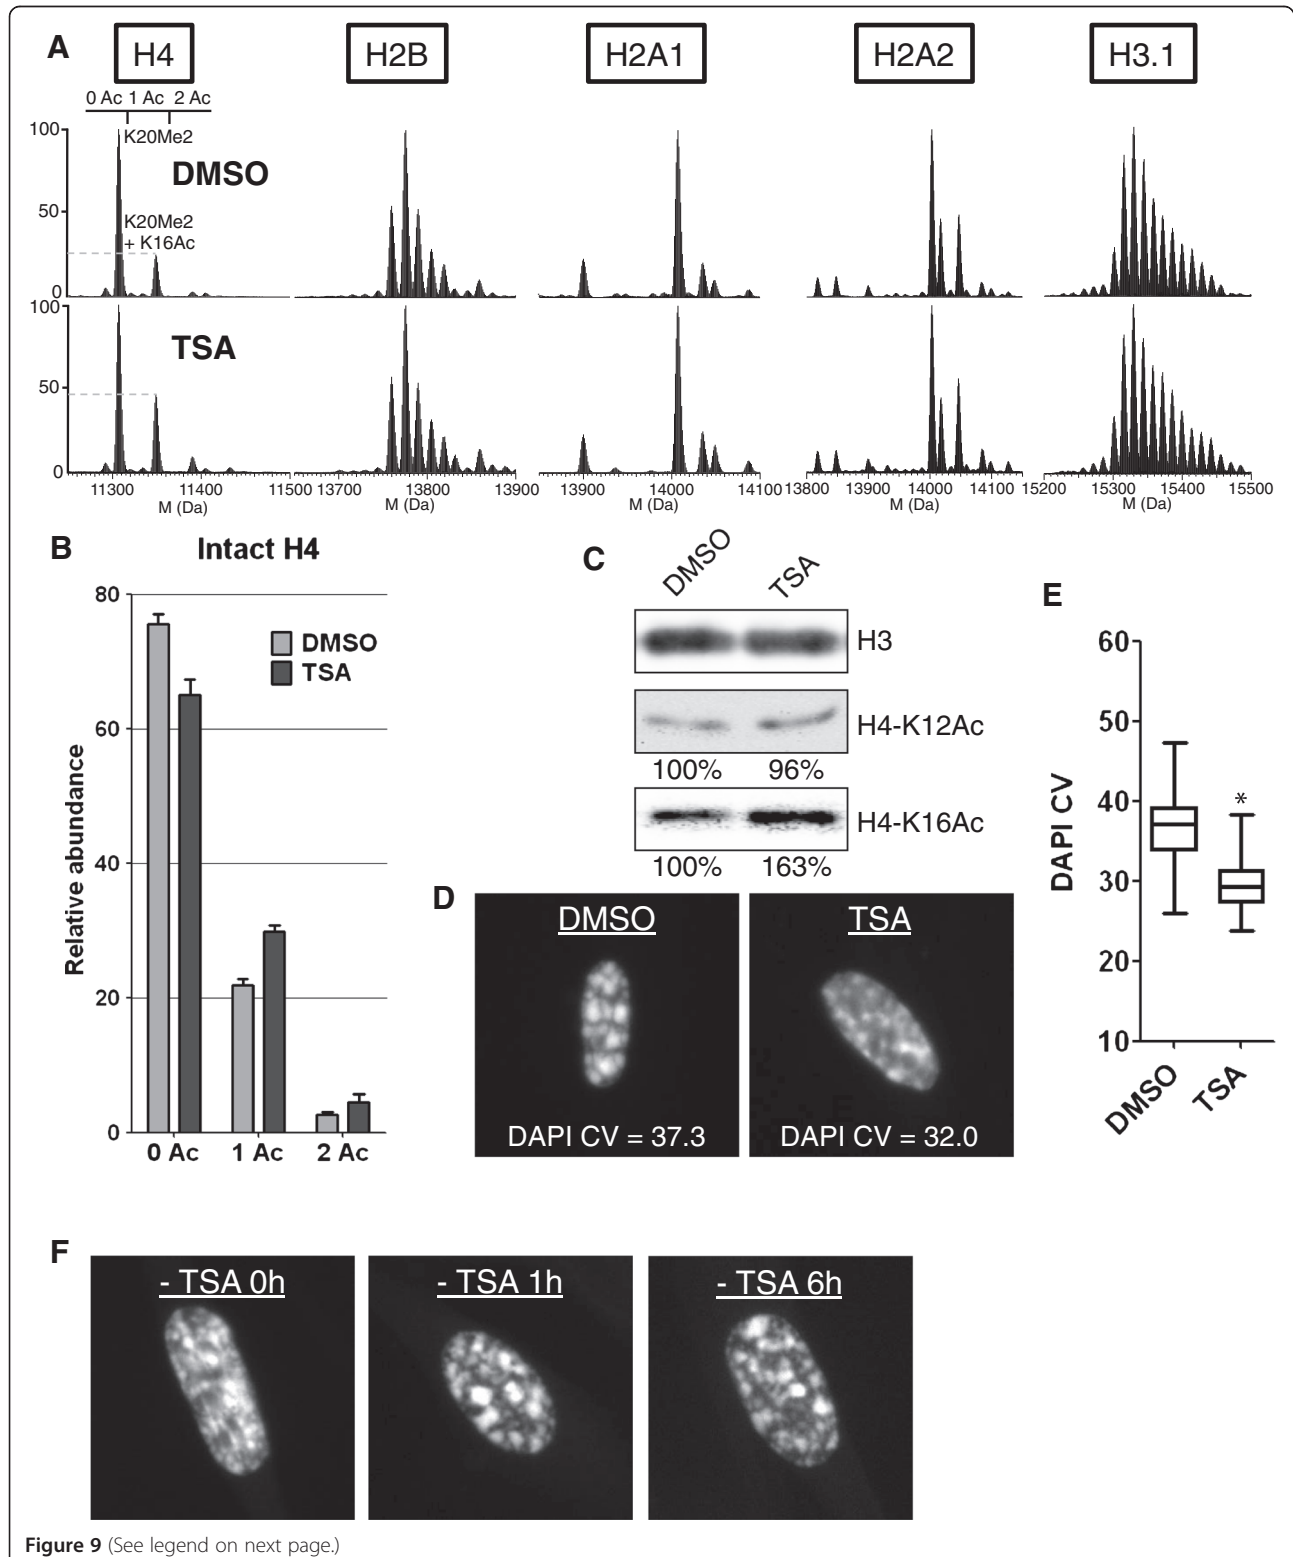 A
H4
H2B
H2A1
H2A2
H3.1
0 Ac 1 Ac 2 Ac
100
K20Me2
DMSO
50
K20Me2
+ K16Ac
0
100
TSA
50
0
11300 11400 11500 13700 13800 13900 13900 14000 14100 13800 13900 14000 14100 15200 15300 15400 15500
M (Da) M (Da) M (Da) M (Da) M (Da)
B
Intact H4
80
60
40
20
0
Relative abundance
DMSO
TSA
0 Ac 1 Ac 2 Ac
C
DMSO TSA
H3
H4-K12Ac
100% 96%
H4-K16Ac
100% 163%
D
DMSO
DAPI CV = 37.3
TSA
DAPI CV = 32.0
E
60
50
40
30
20
10
DAPI CV
*
DMSO TSA
F
- TSA 0h
- TSA 1h
- TSA 6h
Figure 9 (See legend on next page.)